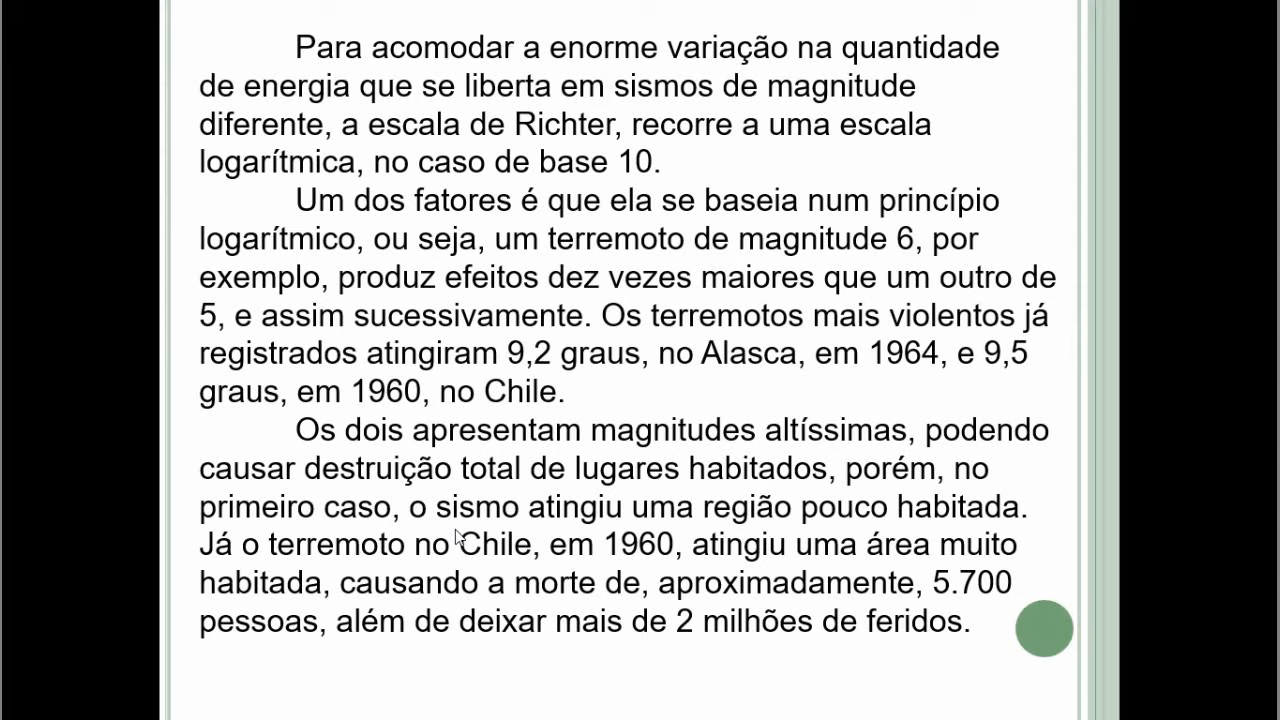 Para acomodar a enorme variação na quantidade
de energia que se liberta em sismos de magnitude
diferente, a escala de Richter, recorre a uma escala
logarítmica, no caso de base 10.
Um dos fatores é que ela se baseia num princípio
logarítmico, ou seja, um terremoto de magnitude 6, por
exemplo, produz efeitos dez vezes maiores que um outro de
5, e assim sucessivamente. Os terremotos mais violentos já
registrados atingiram 9,2 graus, no Alasca, em 1964, e 9,5
graus, em 1960, no Chile.
Os dois apresentam magnitudes altíssimas, podendo
causar destruição total de lugares habitados, porém, no
primeiro caso, o sismo atingiu uma região pouco habitada.
Já o terremoto no Chile, em 1960, atingiu uma área muito
habitada, causando a morte de, aproximadamente, 5.700
pessoas, além de deixar mais de 2 milhões de feridos.